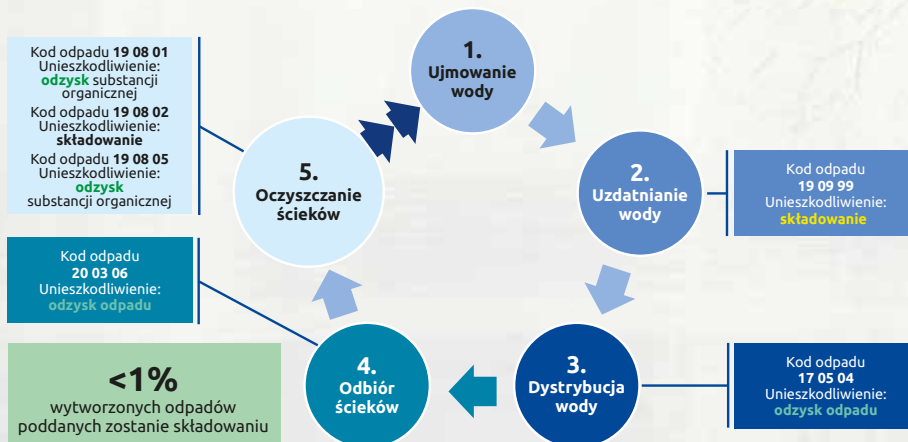 1.
Ujmowanie
wody
2.
Uzdatnianie
wody
Kod odpadu
19 09 99
Unieszkodliwienie:
składowanie
3.
Dystrybucja
wody
Kod odpadu
17 05 04
Unieszkodliwienie:
odzysk odpadu
4.
Odbiór
ścieków
Kod odpadu
20 03 06
Unieszkodliwienie:
odzysk odpadu
5.
Oczyszczanie
ścieków
Kod odpadu 19 08 01
Unieszkodliwienie:
odzysk substancji
organicznej
Kod odpadu 19 08 02
Unieszkodliwienie:
składowanie
Kod odpadu 19 08 05
Unieszkodliwienie:
odzysk
substancji organicznej
<1%
wytworzonych odpadów
poddanych zostanie składowaniu